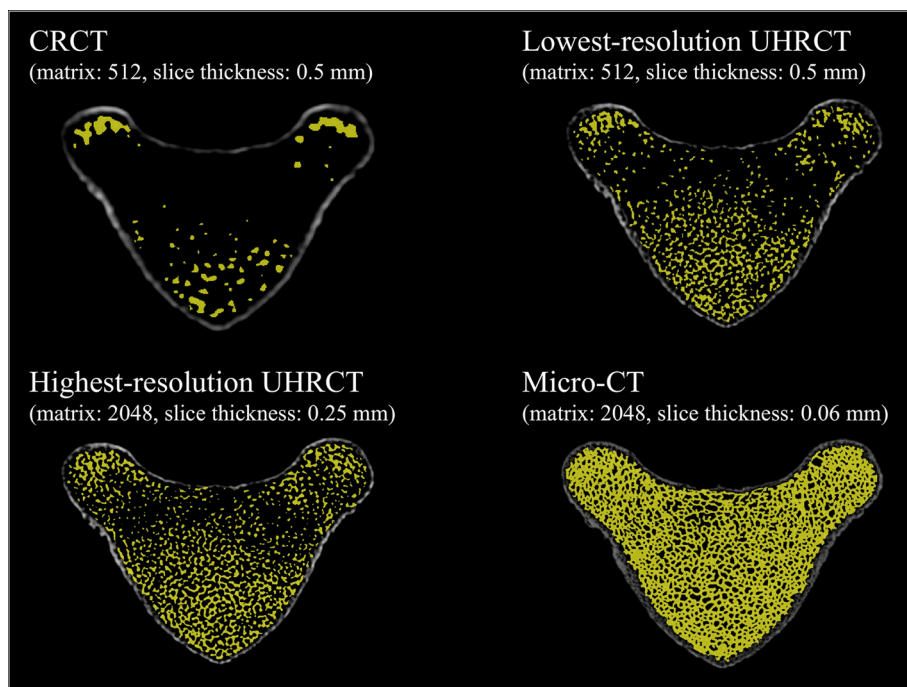 CRCT
(matrix: 512, slice thickness: 0.5 mm)
Lowest-resolution UHRCT
(matrix: 512, slice thickness: 0.5 mm)
Highest-resolution UHRCT
(matrix: 2048, slice thickness: 0.25 mm)
Micro-CT
(matrix: 2048, slice thickness: 0.06 mm)